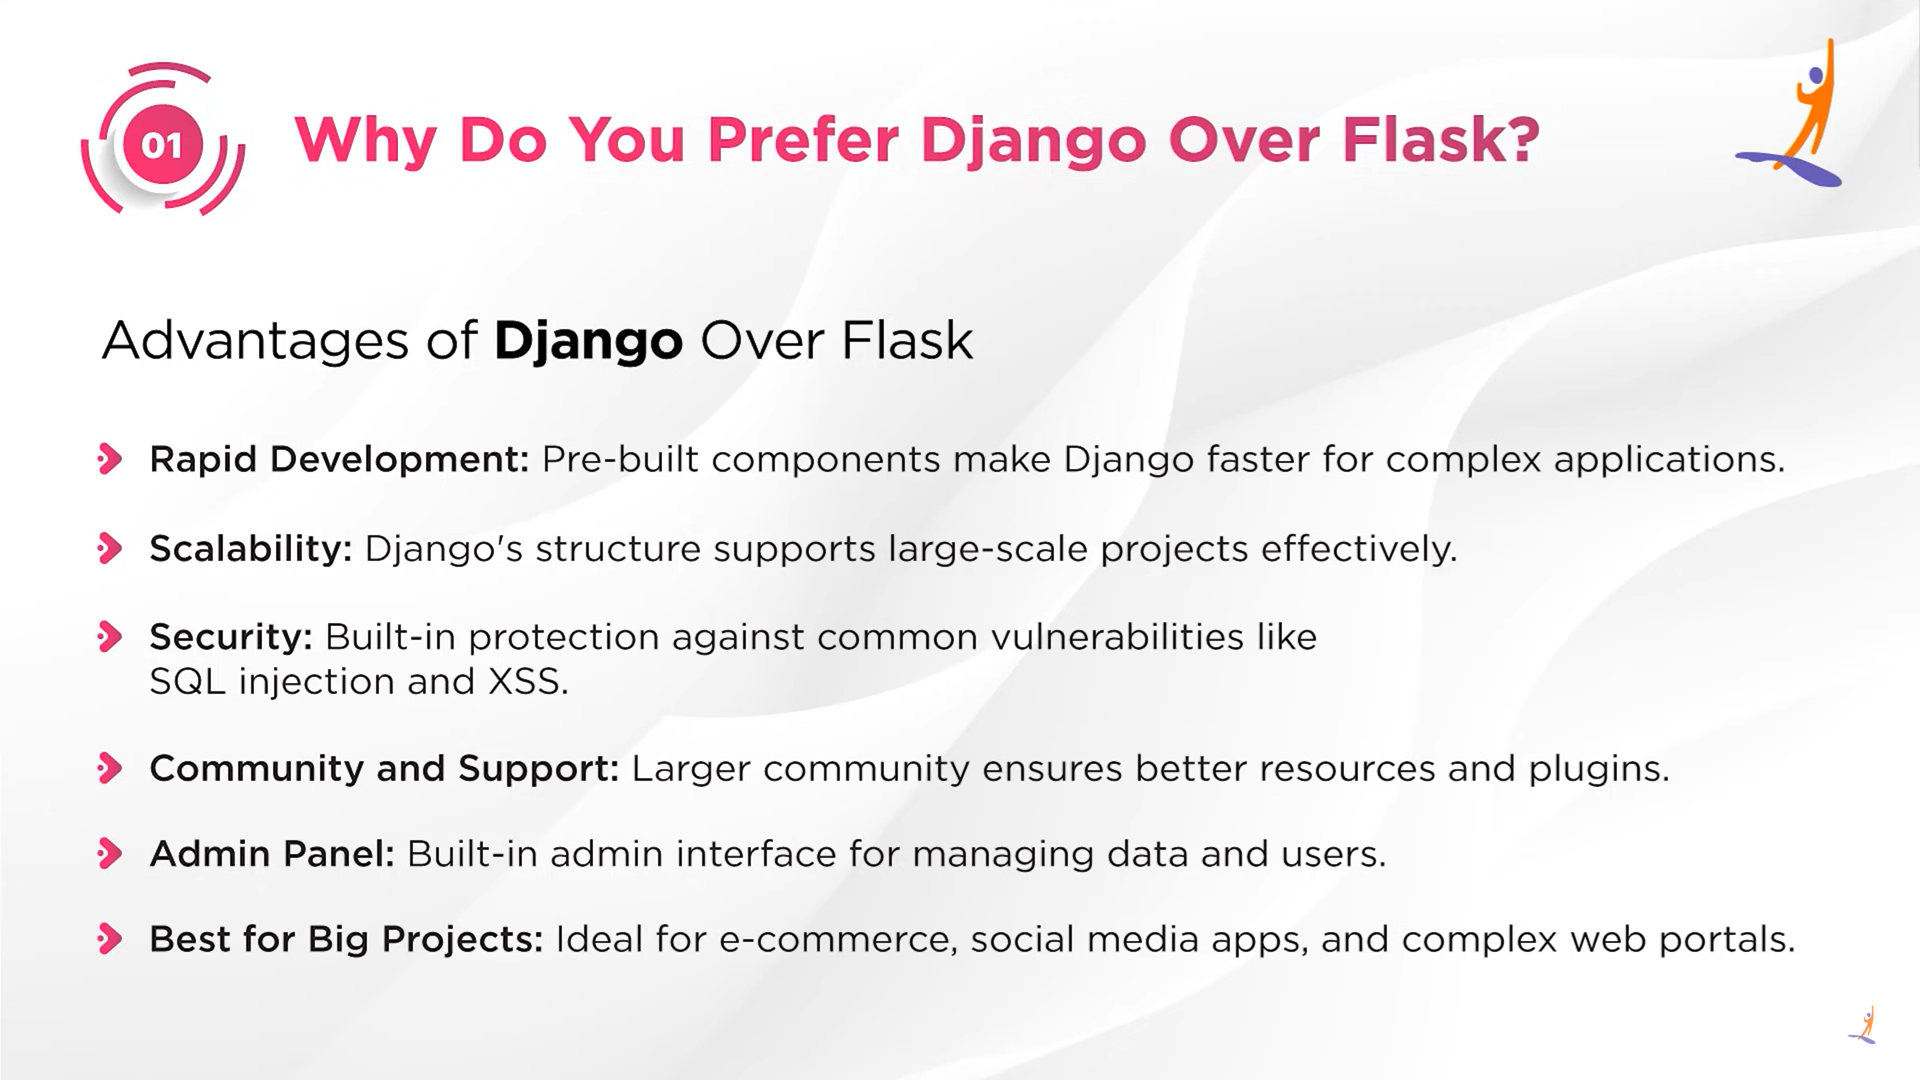 01
Why Do You Prefer Django Over Flask?
Advantages of Django Over Flask
Rapid Development: Pre-built components make Django faster for complex applications.
Scalability: Django's structure supports large-scale projects effectively.
Security: Built-in protection against common vulnerabilities like
SQL injection and XSS.
Community and Support: Larger community ensures better resources and plugins.
Admin Panel: Built-in admin interface for managing data and users.
Best for Big Projects: Ideal for e-commerce, social media apps, and complex web portals.